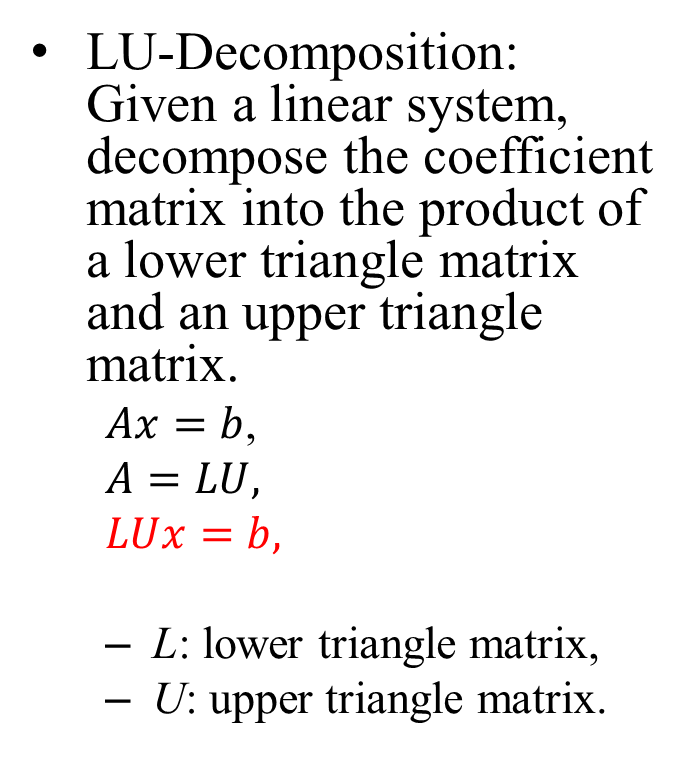 • LU-Decomposition:
Given a linear system,
decompose the coefficient
matrix into the product of
a lower triangle matrix
and an upper triangle
matrix.
Ax = b,
A = LU,
LUx = b,
– L: lower triangle matrix,
– U: upper triangle matrix.